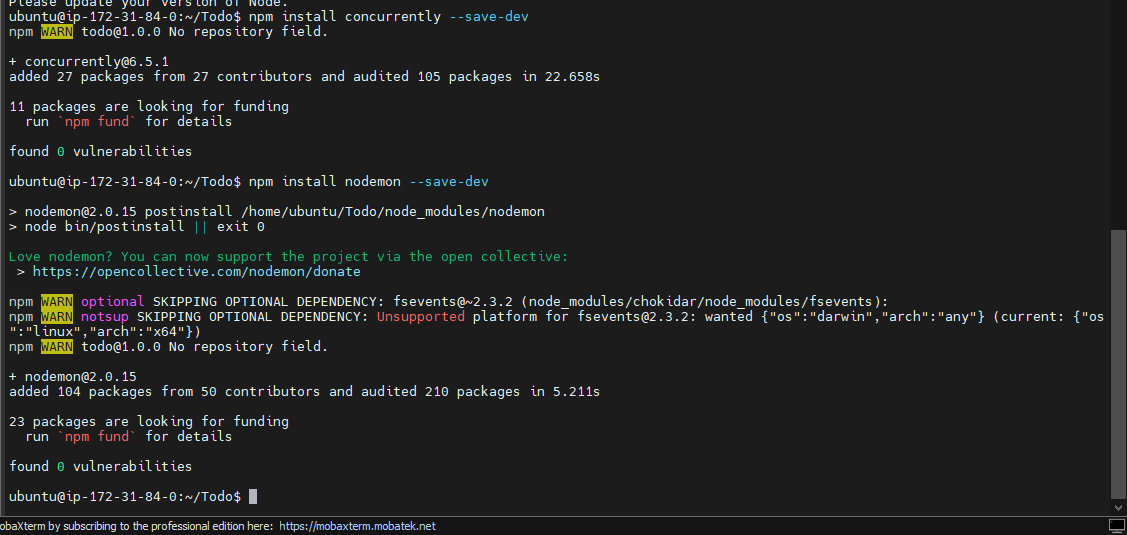 Please update your version of Node.
ubuntu@ip-172-31-84-0:~/Todo$ npm install concurrently --save-dev
npm WARN todo@1.0.0 No repository field.
+ concurrently@6.5.1
added 27 packages from 27 contributors and audited 105 packages in 22.658s
11 packages are looking for funding
  run `npm fund` for details
found 0 vulnerabilities
ubuntu@ip-172-31-84-0:~/Todo$ npm install nodemon --save-dev
> nodemon@2.0.15 postinstall /home/ubuntu/Todo/node_modules/nodemon
> node bin/postinstall || exit 0
Love nodemon? You can now support the project via the open collective:
 > https://opencollective.com/nodemon/donate
npm WARN optional SKIPPING OPTIONAL DEPENDENCY: fsevents@~2.3.2 (node_modules/chokidar/node_modules/fsevents):
npm WARN notsup SKIPPING OPTIONAL DEPENDENCY: Unsupported platform for fsevents@2.3.2: wanted {"os":"darwin","arch":"any"} (current: {"os
":"linux","arch":"x64"})
npm WARN todo@1.0.0 No repository field.
+ nodemon@2.0.15
added 104 packages from 50 contributors and audited 210 packages in 5.211s
23 packages are looking for funding
  run `npm fund` for details
found 0 vulnerabilities
ubuntu@ip-172-31-84-0:~/Todo$
obaXterm by subscribing to the professional edition here: https://mobaxterm.mobatek.net